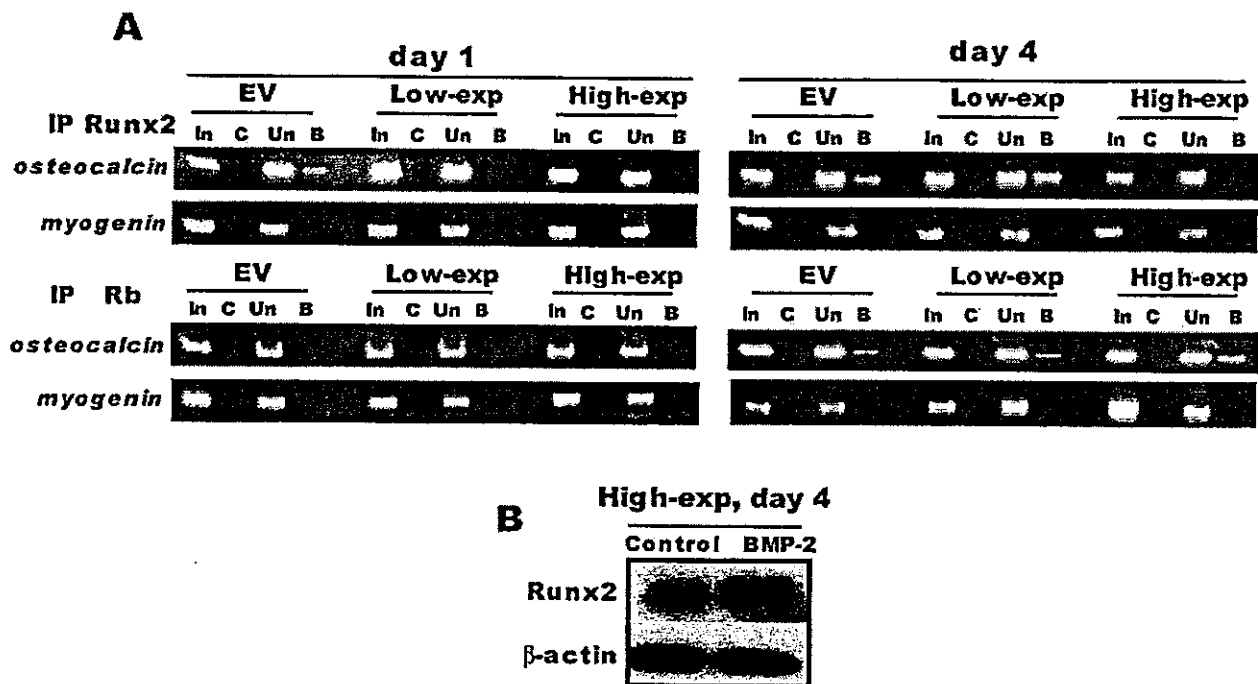 A
day 1 day 4
EV Low-exp High-exp EV Low-exp High-exp
IP Runx2 In C Un B In C Un B In C Un B In C Un B In C Un B In C Un B
osteocalcin
myogenin
EV Low-exp High-exp EV Low-exp High-exp
IP Rb In C Un B In C Un B In C Un B In C Un B In C Un B In C Un B
osteocalcin
myogenin
B
High-exp, day 4
Control BMP-2
Runx2
β-actin